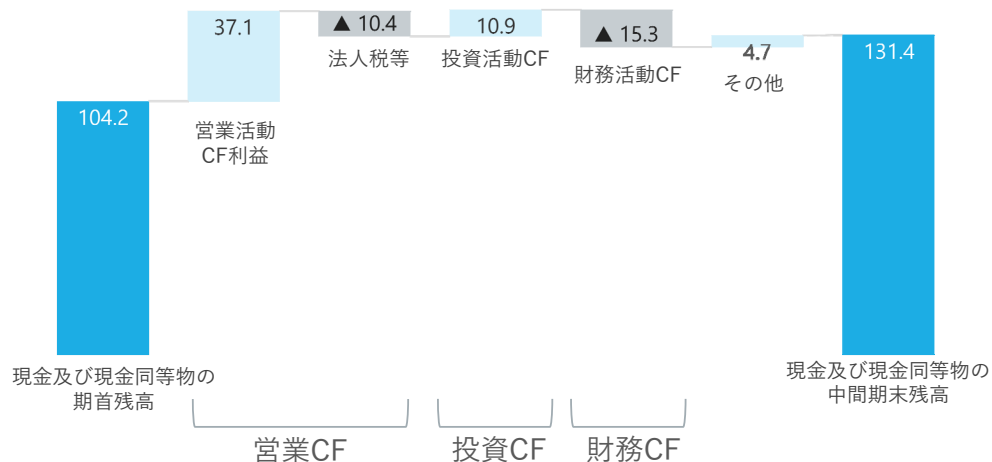 37.1
▲ 10.4
10.9
▲ 15.3
4.7
131.4
法人税等
投資活動CF
財務活動CF
その他
104.2
営業活動
CF利益
現金及び現金同等物の
期首残高
現金及び現金同等物の
中間期末残高
営業CF
投資CF
財務CF